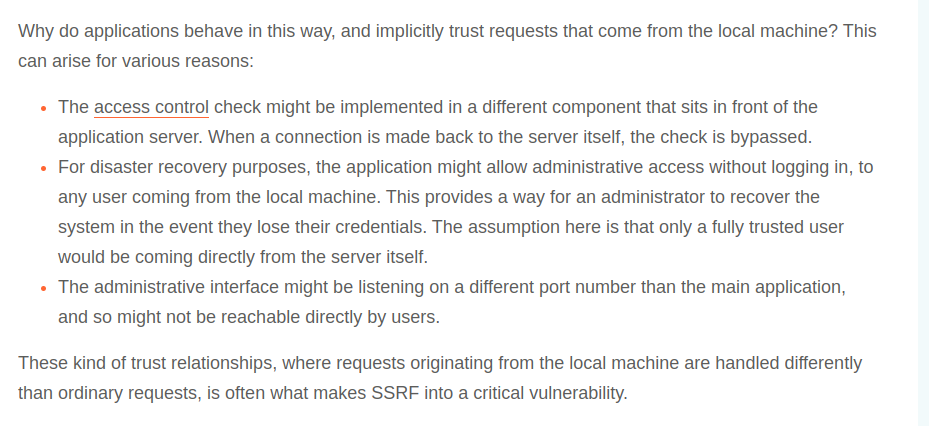 Why do applications behave in this way, and implicitly trust requests that come from the local machine? This
can arise for various reasons:
The access control check might be implemented in a different component that sits in front of the
application server. When a connection is made back to the server itself, the check is bypassed.
For disaster recovery purposes, the application might allow administrative access without logging in, to
any user coming from the local machine. This provides a way for an administrator to recover the
system in the event they lose their credentials. The assumption here is that only a fully trusted user
would be coming directly from the server itself.
The administrative interface might be listening on a different port number than the main application,
and so might not be reachable directly by users.
These kind of trust relationships, where requests originating from the local machine are handled differently
than ordinary requests, is often what makes SSRF into a critical vulnerability.